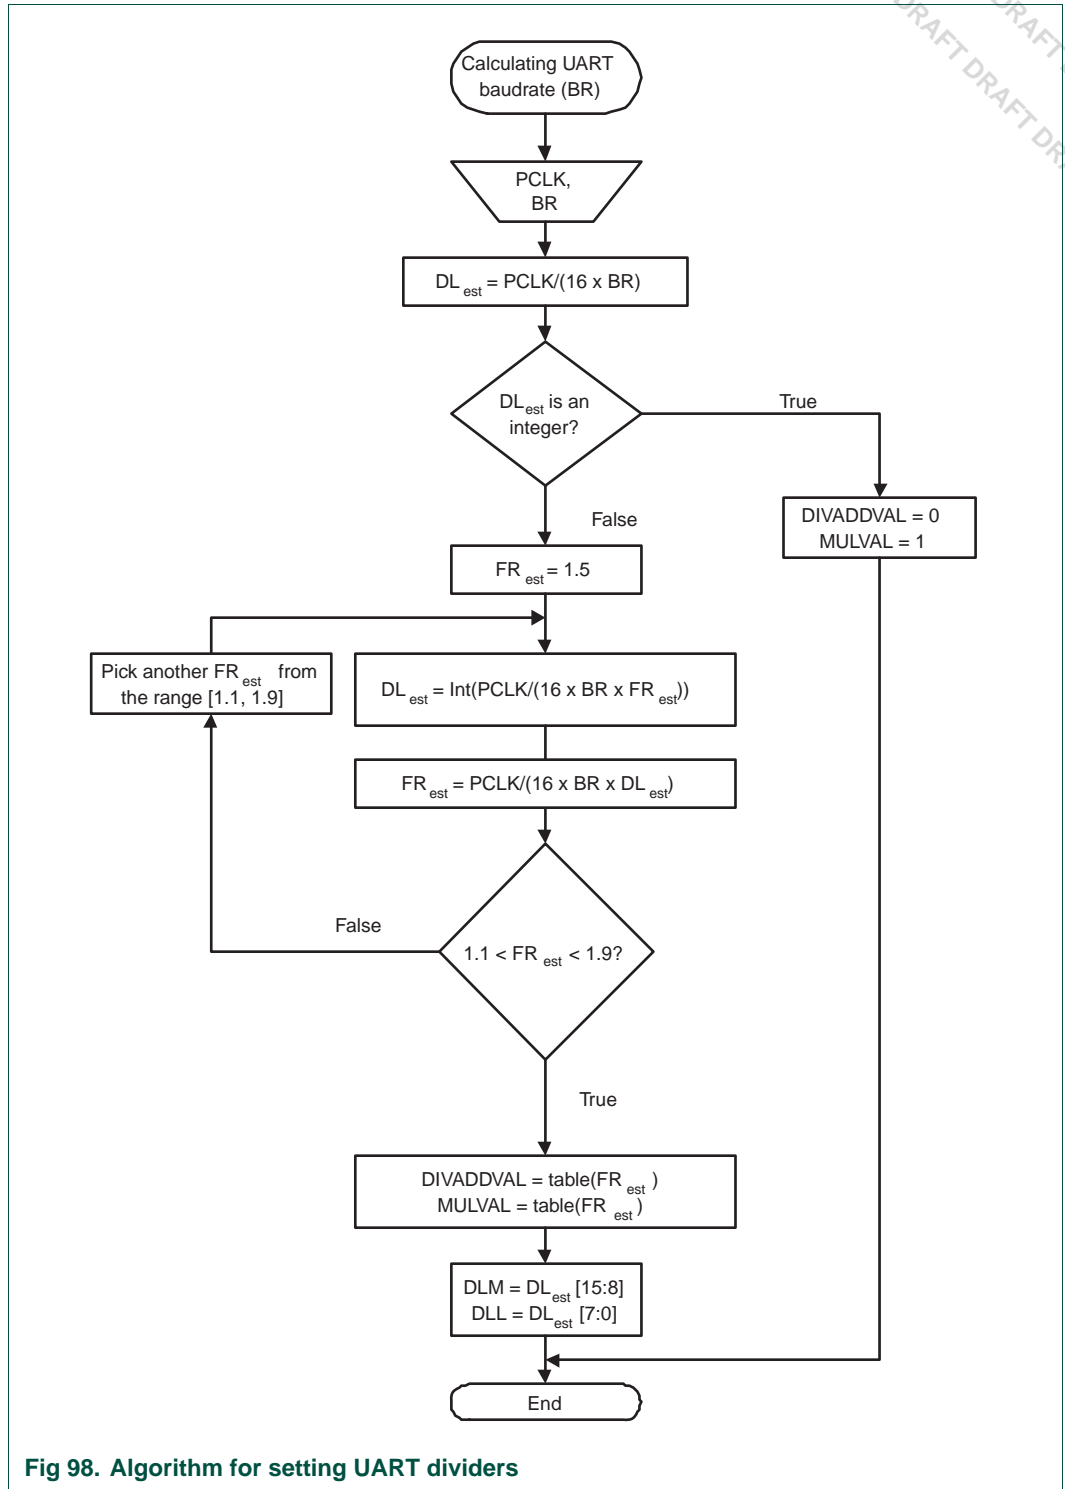 DRAFT DRAFT DRA
DRAFT
Calculating UART
baudrate (BR)
PCLK,
BR
DL est = PCLK/(16 x BR)
DLest is an
integer?
True
False
DIVADDVAL = 0
MULVAL = 1
FR est = 1.5
Pick another FR est from
the range [1.1, 1.9]
DL est = Int(PCLK/(16 x BR x FR est))
FR est = PCLK/(16 x BR x DL est)
False
1.1 < FR est < 1.9?
True
DIVADDVAL = table(FR est )
MULVAL = table(FR est )
DLM = DLest [15:8]
DLL = DLest [7:0]
End
Fig 98. Algorithm for setting UART dividers